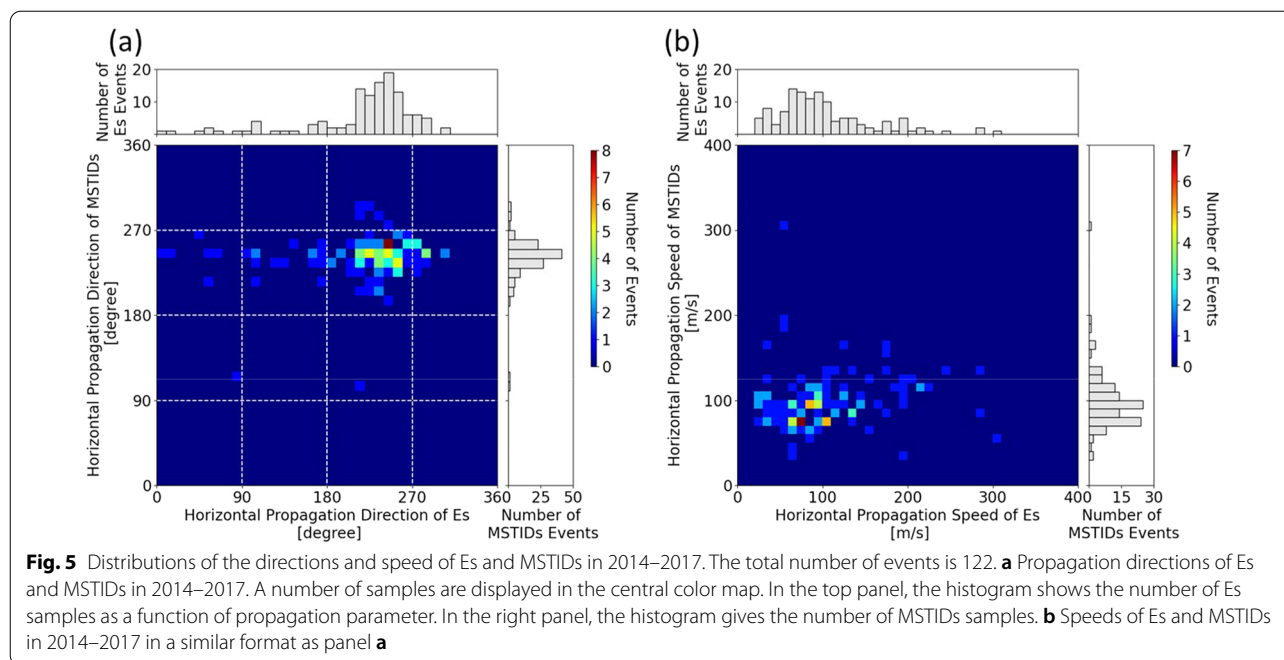 (a)
(b)
Number of
Es Events
20
10
Number of
Es Events
20
10
Horizontal Propagation Direction of MSTIDs
[degree]
360
270
180
90
0
0
90
180
270
360
Horizontal Propagation Direction of Es
[degree]
25
50
Number of
MSTIDs Events
8
7
6
5
4
3
2
1
0
Number of Events
Horizontal Propagation Speed of MSTIDs
[m/s]
400
300
200
100
0
0
100
200
300
400
Horizontal Propagation Speed of Es
[m/s]
0
15
30
Number of
MSTIDs Events
7
6
5
4
3
2
1
0
Number of Events
Fig. 5 Distributions of the directions and speed of Es and MSTIDs in 2014–2017. The total number of events is 122. a Propagation directions of Es
and MSTIDs in 2014–2017. A number of samples are displayed in the central color map. In the top panel, the histogram shows the number of Es
samples as a function of propagation parameter. In the right panel, the histogram gives the number of MSTIDs samples. b Speeds of Es and MSTIDs
in 2014–2017 in a similar format as panel a